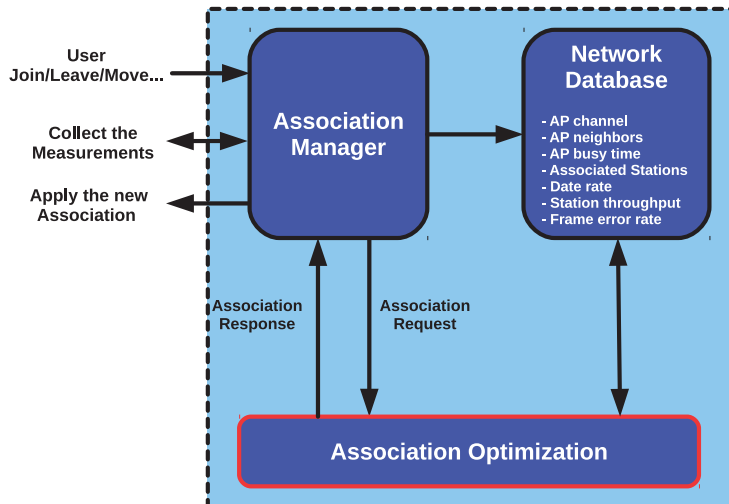 User
Join/Leave/Move...
Collect the
Measurements
Apply the new
Association
Association
Manager
Network
Database
- AP channel
- AP neighbors
- AP busy time
- Associated Stations
- Date rate
- Station throughput
- Frame error rate
Association
Response
Association
Request
Association Optimization